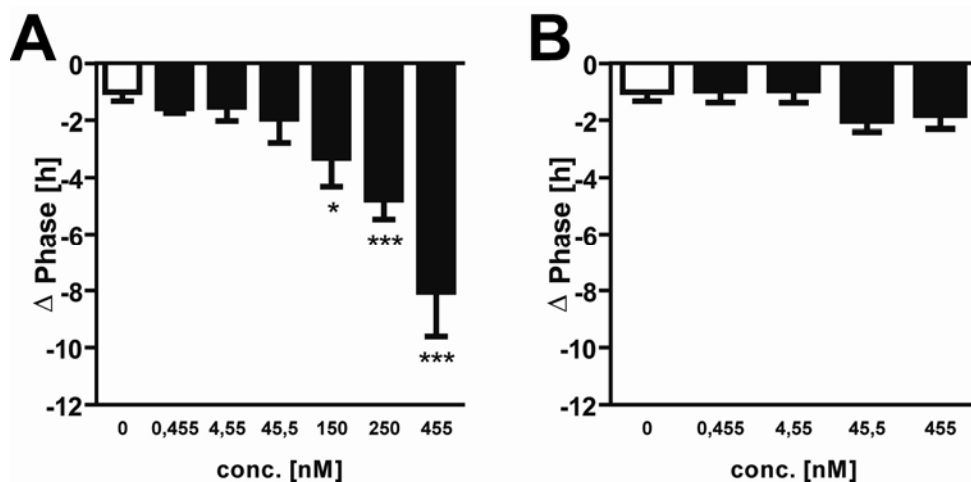 A
B
Δ Phase [h]
0
-2
-4
-6
-8
-10
-12
*
***
***
0 0,455 4,55 45,5 150 250 455
conc. [nM]
Δ Phase [h]
0
-2
-4
-6
-8
-10
-12
0 0,455 4,55 45,5 455
conc. [nM]